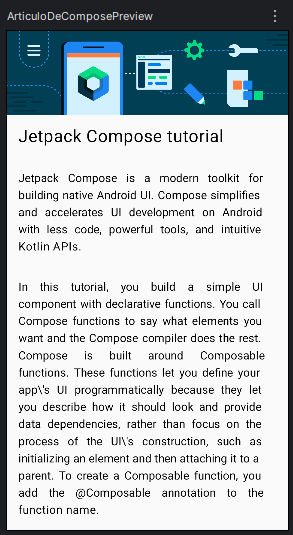 ArticuloDeComposePreview
Jetpack Compose tutorial
Jetpack Compose is a modern toolkit for
building native Android UI. Compose simplifies
and accelerates UI development on Android
with less code, powerful tools, and intuitive
Kotlin APIs.
In this tutorial, you build a simple UI
component with declarative functions. You call
Compose functions to say what elements you
want and the Compose compiler does the rest.
Compose is built around Composable
functions. These functions let you define your
app\'s UI programmatically because they let
you describe how it should look and provide
data dependencies, rather than focus on the
process of the UI\'s construction, such as
initializing an element and then attaching it to a
parent. To create a Composable function, you
add the @Composable annotation to the
function name.